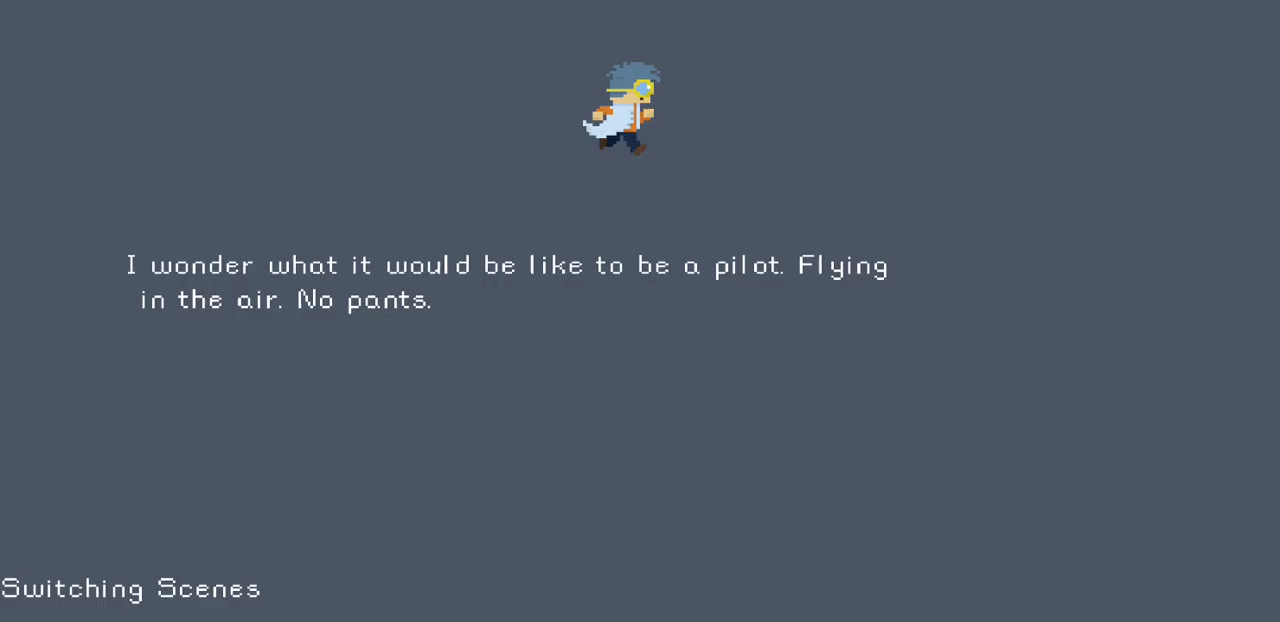 I wonder what it would be like to be a pilot. Flying
in the air. No pants.
Switching Scenes